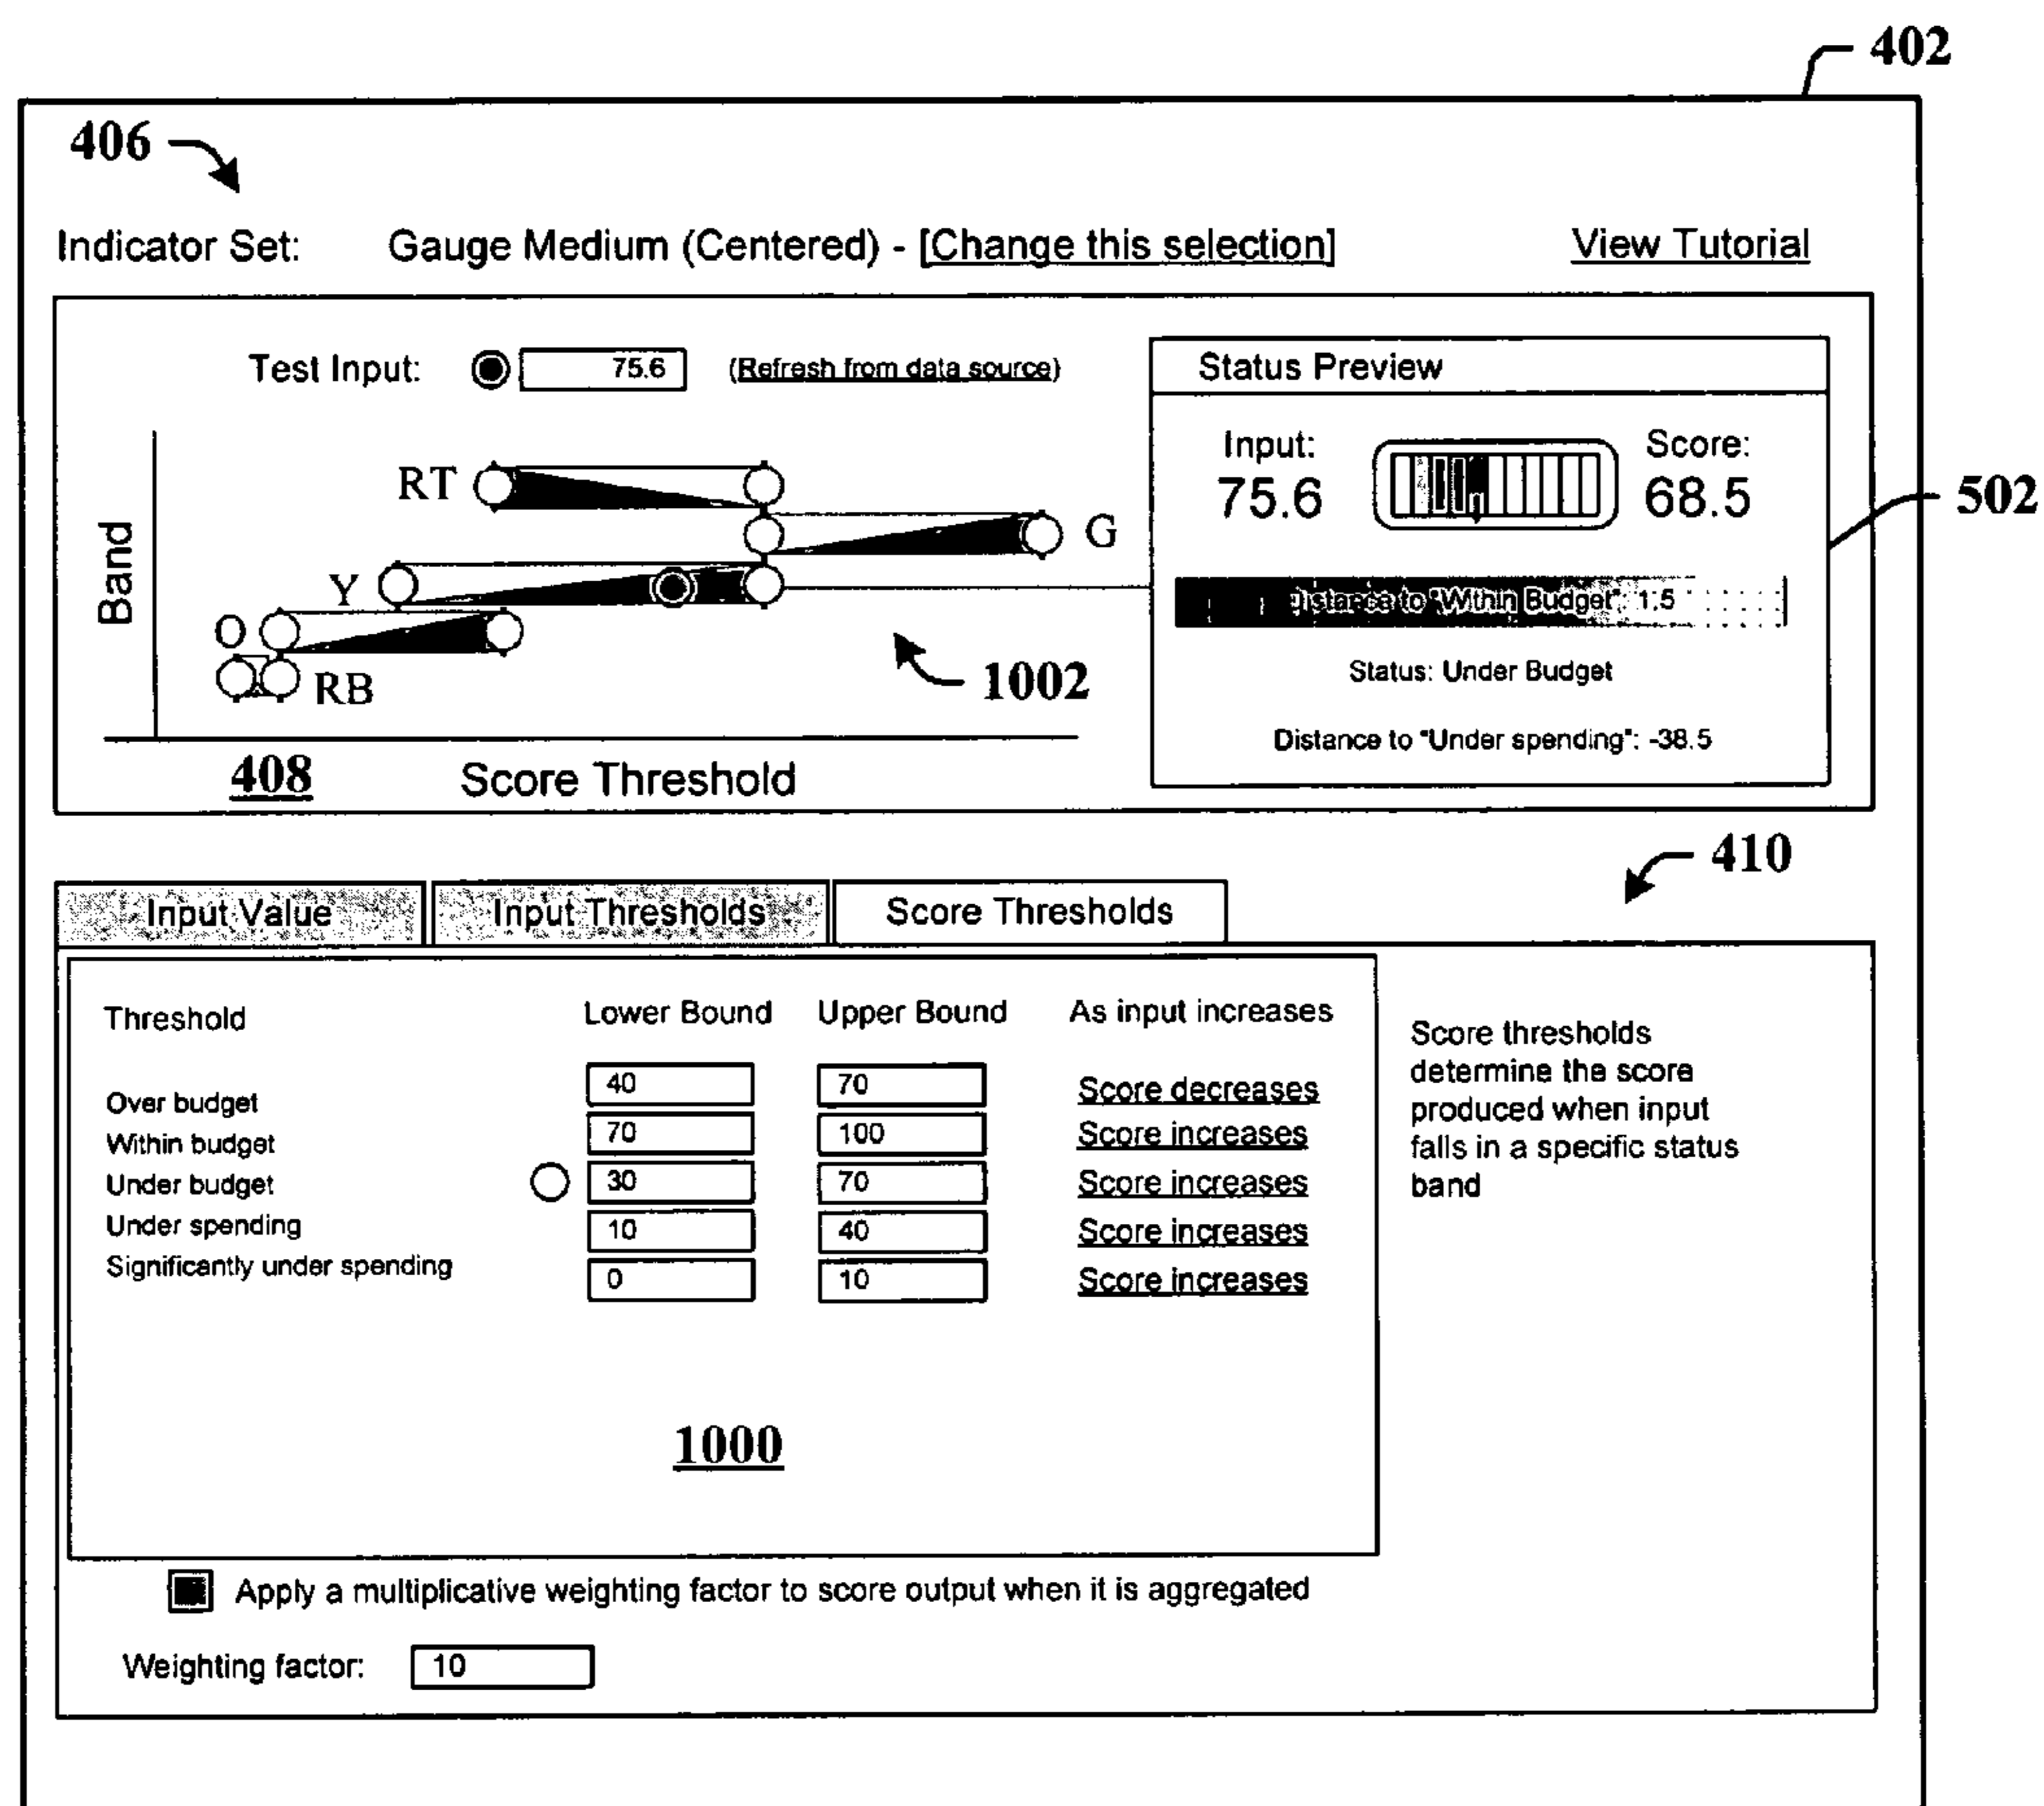 402
406
Indicator Set: Gauge Medium (Centered) - [Change this selection] View Tutorial
Test Input: 75.6 (Refresh from data source)
Status Preview
Input: Score:
75.6 68.5
502
RT
G
Y
O
RB
Band
1002
to "Within Budget": 1.5
Status: Under Budget
Distance to "Under spending": -38.5
408 Score Threshold
410
Input Value Input Thresholds Score Thresholds
Threshold Lower Bound Upper Bound As input increases
Over budget 40 70 Score decreases
Within budget 70 100 Score increases
Under budget 30 70 Score increases
Under spending 10 40 Score increases
Significantly under spending 0 10 Score increases
Score thresholds
determine the score
produced when input
falls in a specific status
band
1000
Apply a multiplicative weighting factor to score output when it is aggregated
Weighting factor: 10